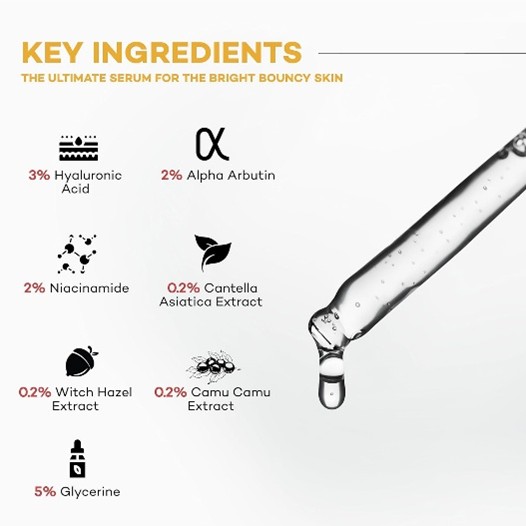 KEY INGREDIENTS
THE ULTIMATE SERUM FOR THE BRIGHT BOUNCY SKIN
3% Hyaluronic
Acid
2% Alpha Arbutin
2% Niacinamide
0.2% Cantella
Asiatica Extract
0.2% Witch Hazel
Extract
0.2% Camu Camu
Extract
5% Glycerine